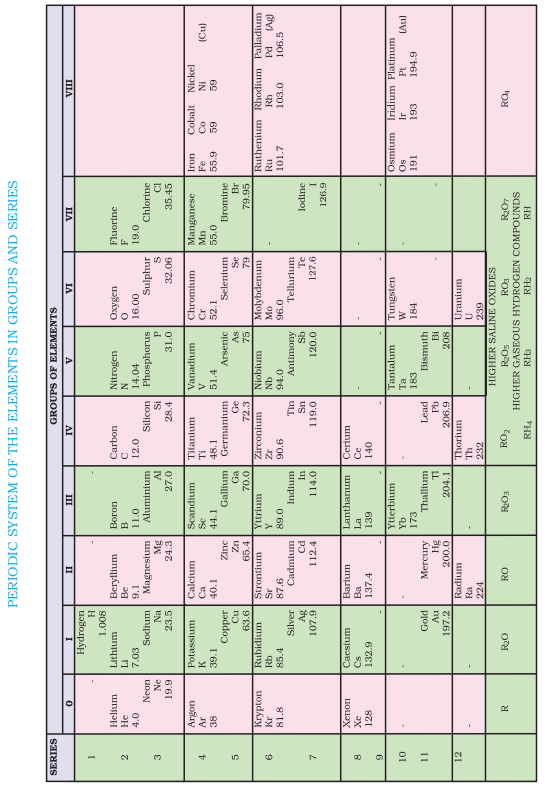 PERIODIC SYSTEM OF THE ELEMENTS IN GROUPS AND SERIES
SERIES GROUPS OF ELEMENTS
0 I II III IV V VI VII VIII
1 - Hydrogen - -
H
1.008
2 Helium Lithium Beryllium Boron Carbon Nitrogen Oxygen Fluorine
He Li Be B C N O F
4.0 7.03 9.1 11.0 12.0 14.04 16.00 19.0
3 Neon Sodium Magnesium Aluminium Silicon Phosphorus Sulphur Chlorine
Ne Na Mg Al Si P S Cl
19.9 23.5 24.3 27.0 28.4 31.0 32.06 35.45
4 Argon Potassium Calcium Scandium Titanium Vanadium Chromium Manganese Iron Cobalt Nickel
Ar K Ca Sc Ti V Cr Mn Fe Co Ni (Cu)
38 39.1 40.1 44.1 48.1 51.4 52.1 55.0 55.9 59 59
5 Copper Zinc Gallium Germanium Arsenic Selenium Bromine
Cu Zn Ga Ge As Se Br
63.6 65.4 70.0 72.3 75 79 79.95
6 Krypton Rubidium Strontium Yttrium Zirconium Niobium Molybdenum - Ruthenium Rhodium Palladium
Kr Rb Sr Y Zr Nb Mo Ru Rh Pd (Ag)
81.8 85.4 87.6 89.0 90.6 94.0 96.0 101.7 103.0 106.5
7 Silver Cadmium Indium Tin Antimony Tellurium Iodine
Ag Cd In Sn Sb Te I
107.9 112.4 114.0 119.0 120.0 127.6 126.9
8 Xenon Caesium Barium Lanthanum Cerium - - -
Xe Cs Ba La Ce
128 132.9 137.4 139 140
9 - - - - - - -
10 - - - Ytterbium - Tantalum Tungsten - Osmium Iridium Platinum
Yb Ta W Os Ir Pt (Au)
173 183 184 191 193 194.9
11 Gold Mercury Thallium Lead Bismuth - -
Au Hg Tl Pb Bi
197.2 200.0 204.1 206.9 208
12 - - Radium - Thorium - Uranium
Ra Th U
224 232 239
HIGHER SALINE OXIDES
R R2O RO R2O3 RO2 R2O5 RO3 R2O7 RO4
HIGHER GASEOUS HYDROGEN COMPOUNDS
RH4 RH3 RH2 RH